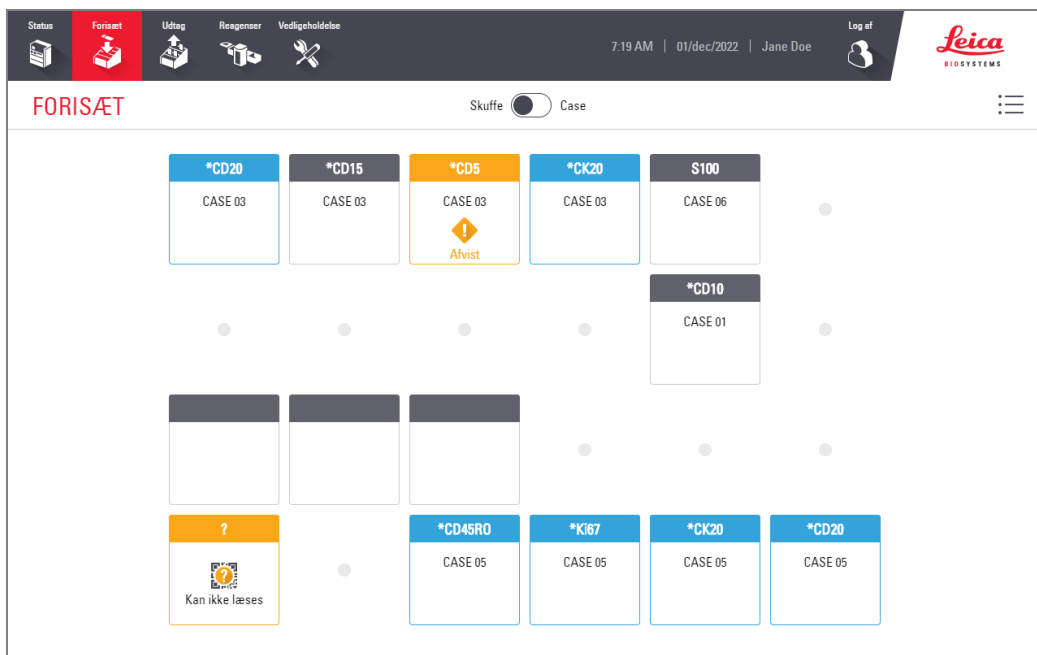 Status Forisæt Udtag Reagenser Vedligeholdelse Log af
7:19 AM | 01/dec/2022 | Jane Doe
Leica
BIOSYSTEMS
FORISÆT
Skuffe Case
*CD20 *CD15 *CD5 *CK20 S100
CASE 03 CASE 03 CASE 03 CASE 03 CASE 06
!
Afvist
*CD10
CASE 01
? *CD45RO *Ki67 *CK20 *CD20
CASE 05 CASE 05 CASE 05 CASE 05
?
Kan ikke læses